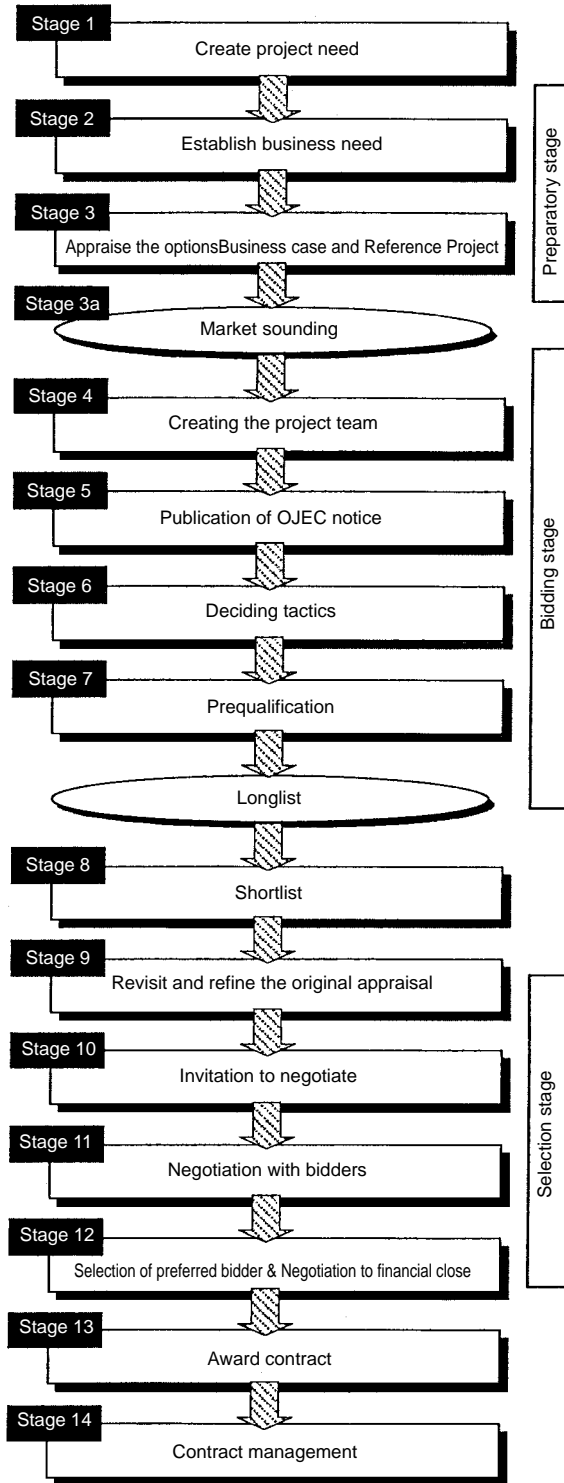 Stage 1
Create project need
Stage 2
Establish business need
Stage 3
Appraise the optionsBusiness case and Reference Project
Stage 3a
Market sounding
Preparatory stage
Stage 4
Creating the project team
Stage 5
Publication of OJEC notice
Stage 6
Deciding tactics
Stage 7
Prequalification
Longlist
Bidding stage
Stage 8
Shortlist
Stage 9
Revisit and refine the original appraisal
Stage 10
Invitation to negotiate
Stage 11
Negotiation with bidders
Stage 12
Selection of preferred bidder & Negotiation to financial close
Selection stage
Stage 13
Award contract
Stage 14
Contract management